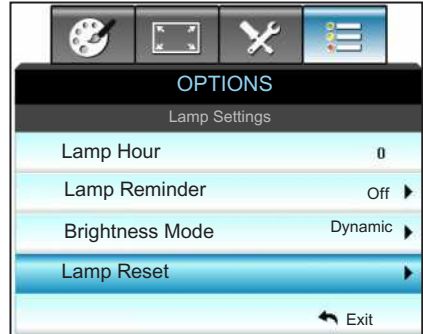 OPTIONS
Lamp Settings
Lamp Hour 0
Lamp Reminder Off
Brightness Mode Dynamic
Lamp Reset
Exit